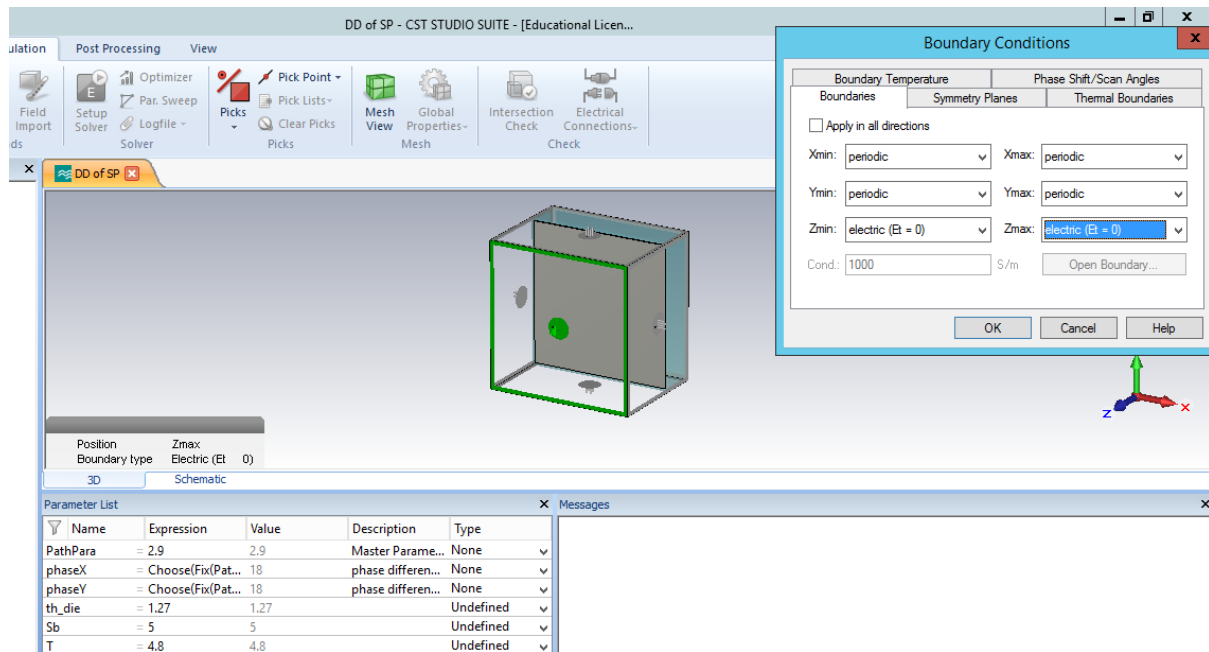 DD of SP - CST STUDIO SUITE - [Educational Licen...
ulation Post Processing View
Field Import
Setup Solver
Optimizer
Par. Sweep
Logfile
Picks
Pick Point
Pick Lists
Clear Picks
Mesh View
Global Properties
Intersection Check
Electrical Connections
ds Solver Picks Mesh Check
DD of SP
Boundary Conditions
Boundary Temperature Phase Shift/Scan Angles
Boundaries Symmetry Planes Thermal Boundaries
Apply in all directions
Xmin: periodic Xmax: periodic
Ymin: periodic Ymax: periodic
Zmin: electric (Et = 0) Zmax: electric (Et = 0)
Cond.: 1000 S/m Open Boundary...
OK Cancel Help
z x
Position Zmax
Boundary type Electric (Et 0)
3D Schematic
Parameter List
Name Expression Value Description Type
PathPara = 2.9 2.9 Master Parame... None
phaseX = Choose(Fix(Pat... 18 phase differen... None
phaseY = Choose(Fix(Pat... 18 phase differen... None
th_die = 1.27 1.27 Undefined
Sb = 5 5 Undefined
T = 4.8 4.8 Undefined
Messages